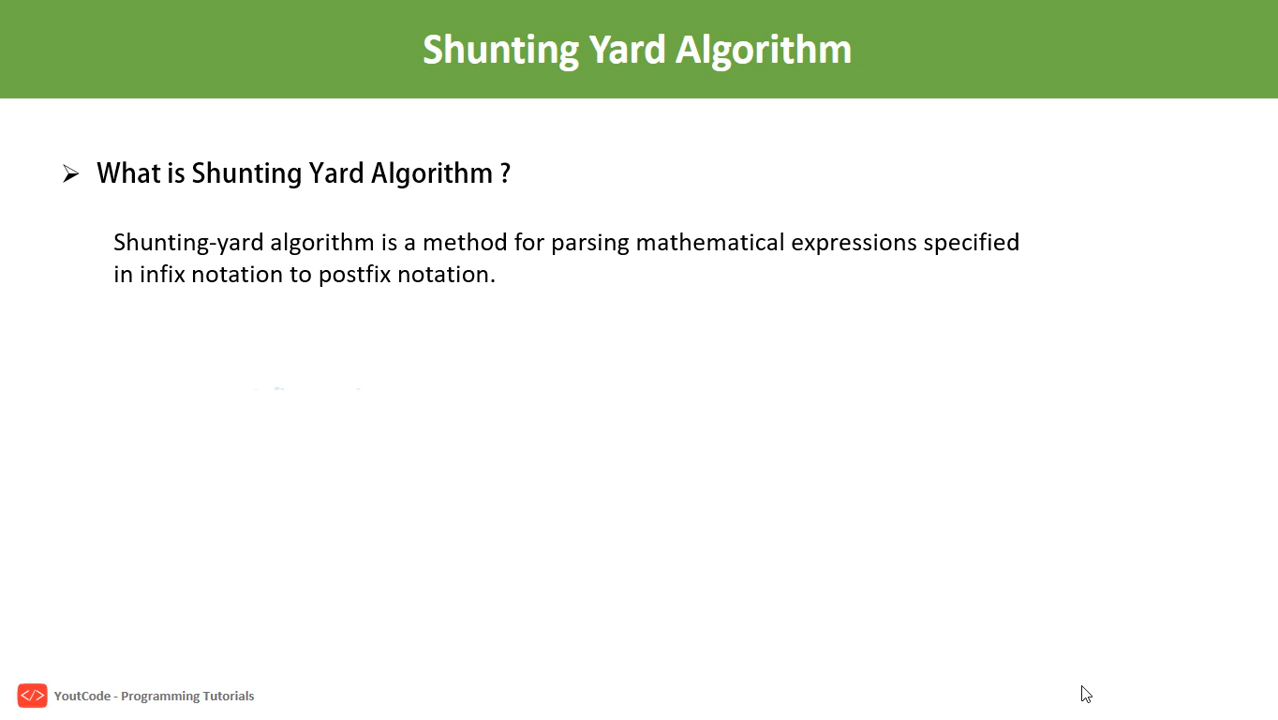 Shunting Yard Algorithm
What is Shunting Yard Algorithm ?
Shunting-yard algorithm is a method for parsing mathematical expressions specified
in infix notation to postfix notation.
YoutCode - Programming Tutorials